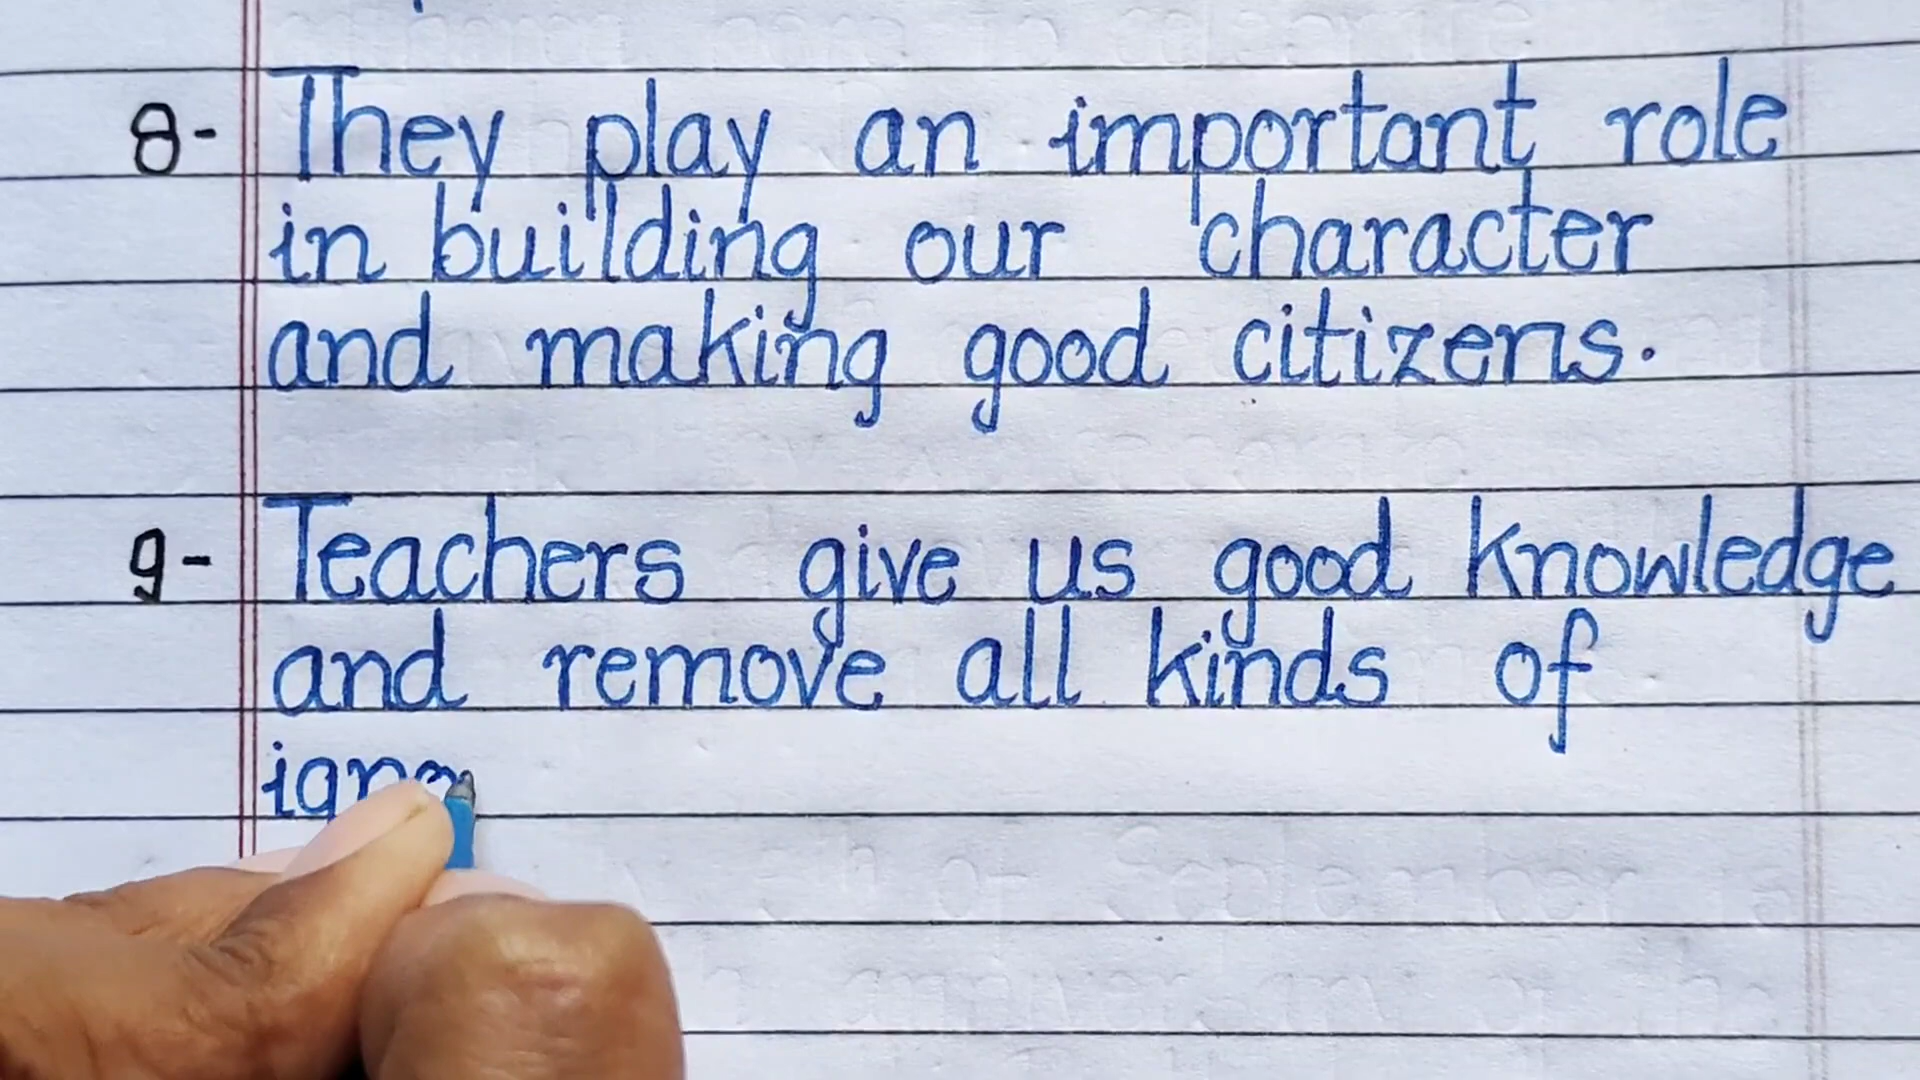 8- They play an important role
in building our character
and making good citizens.
9- Teachers give us good knowledge
and remove all kinds of
igno